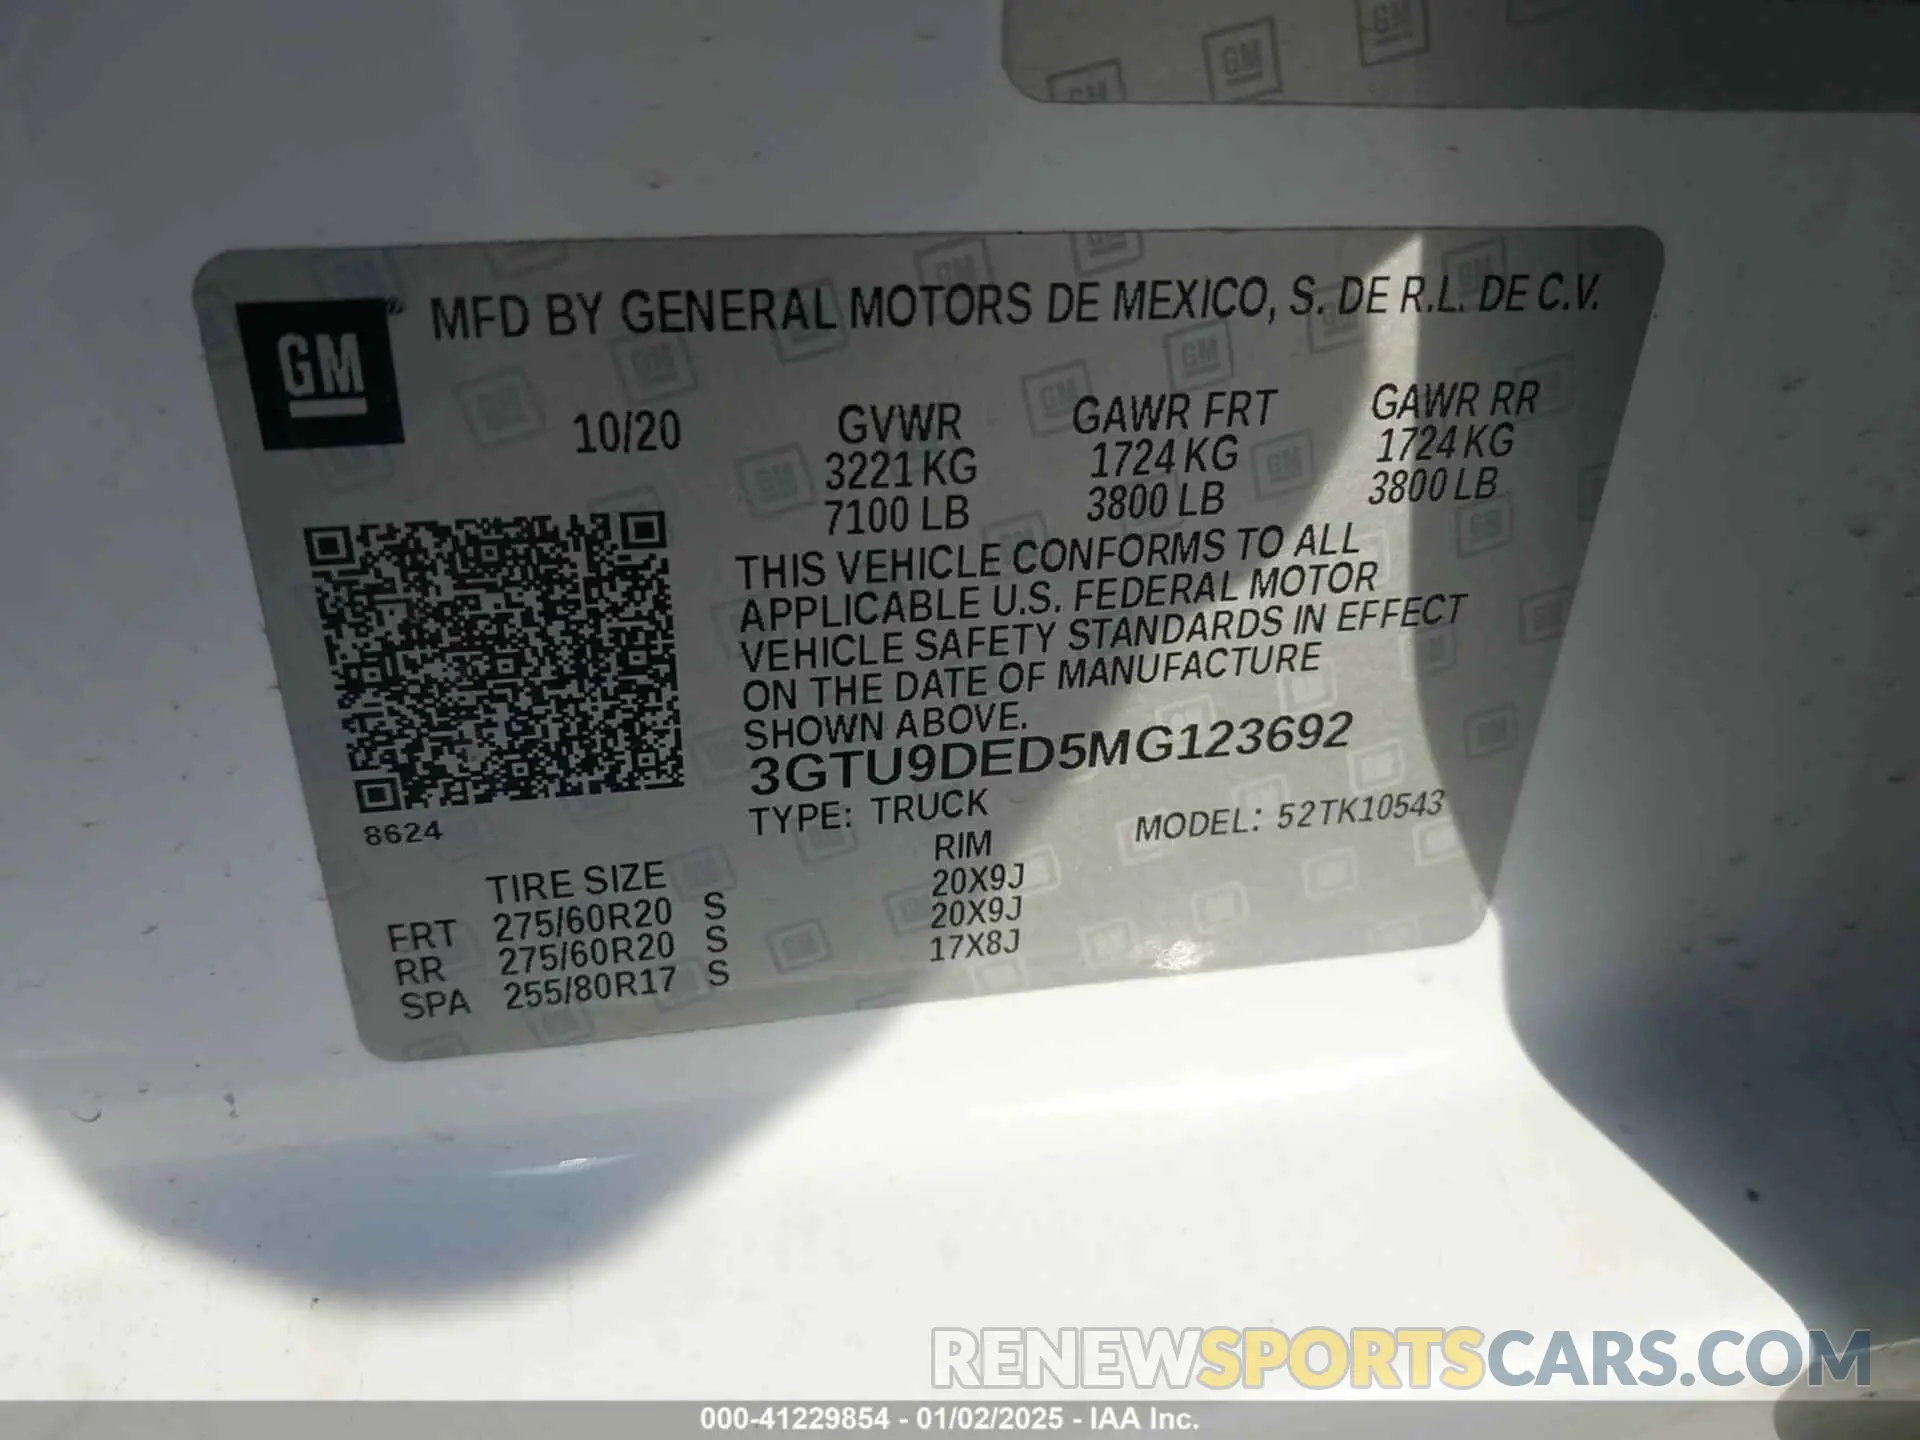 GM
MFD BY GENERAL MOTORS DE MEXICO, S. DE R.L. DE C.V.
10/20
GVWR
3221 KG
7100 LB
GAWR FRT
1724 KG
3800 LB
GAWR RR
1724 KG
3800 LB
THIS VEHICLE CONFORMS TO ALL
APPLICABLE U.S. FEDERAL MOTOR
VEHICLE SAFETY STANDARDS IN EFFECT
ON THE DATE OF MANUFACTURE
SHOWN ABOVE.
3GTU9DED5MG123692
TYPE: TRUCK
MODEL: 52TK10543
8624
TIRE SIZE RIM
FRT 275/60R20 S 20X9J
RR 275/60R20 S 20X9J
SPA 255/80R17 S 17X8J
RENEWSPORTSCARS.COM
000-41229854 - 01/02/2025 - IAA Inc.